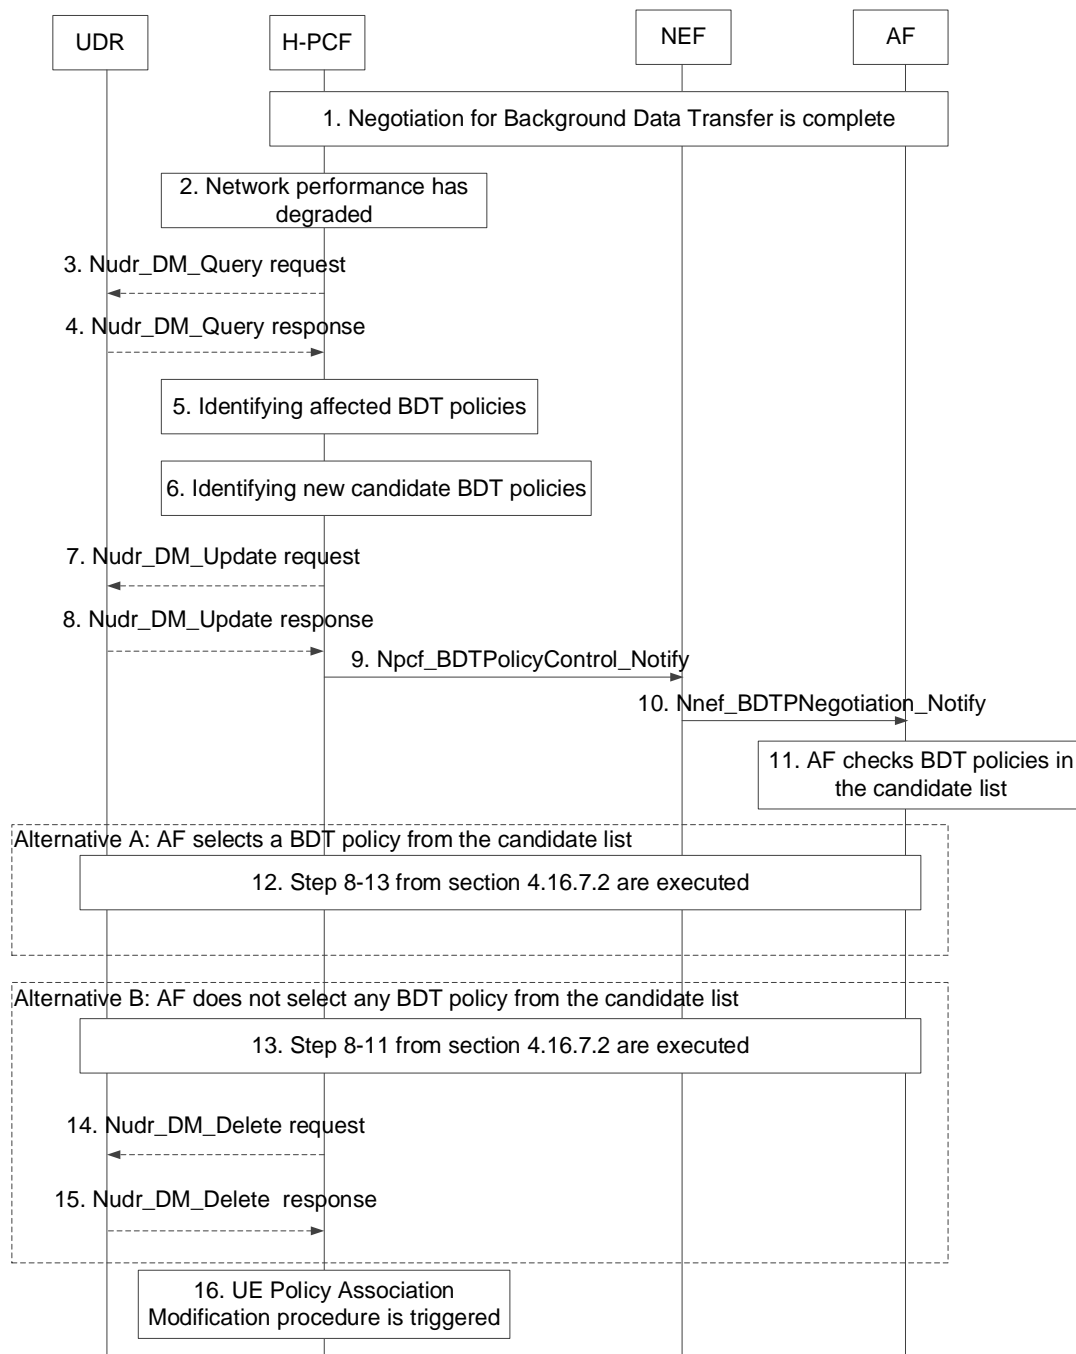 UDR
H-PCF
NEF
AF
1. Negotiation for Background Data Transfer is complete
2. Network performance has
degraded
3. Nudr_DM_Query request
4. Nudr_DM_Query response
5. Identifying affected BDT policies
6. Identifying new candidate BDT policies
7. Nudr_DM_Update request
8. Nudr_DM_Update response
9. Npcf_BDTPolicyControl_Notify
10. Nnef_BDTPNegotiation_Notify
11. AF checks BDT policies in
the candidate list
Alternative A: AF selects a BDT policy from the candidate list
12. Step 8-13 from section 4.16.7.2 are executed
Alternative B: AF does not select any BDT policy from the candidate list
13. Step 8-11 from section 4.16.7.2 are executed
14. Nudr_DM_Delete request
15. Nudr_DM_Delete  response
16. UE Policy Association
Modification procedure is triggered